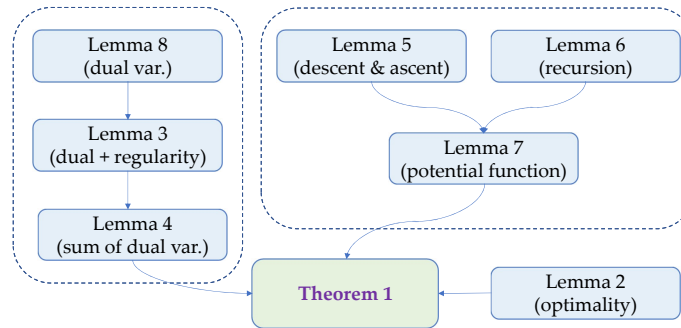 Lemma 8
(dual var.)
Lemma 3
(dual + regularity)
Lemma 4
(sum of dual var.)
Lemma 5
(descent & ascent)
Lemma 6
(recursion)
Lemma 7
(potential function)
Theorem 1
Lemma 2
(optimality)